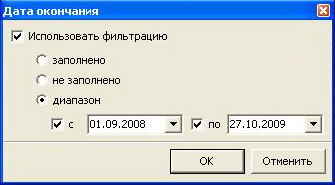 Дата окончания
Использовать фильтрацию
заполнено
не заполнено
диапазон
с 01.09.2008 по 27.10.2009
OK Отменить